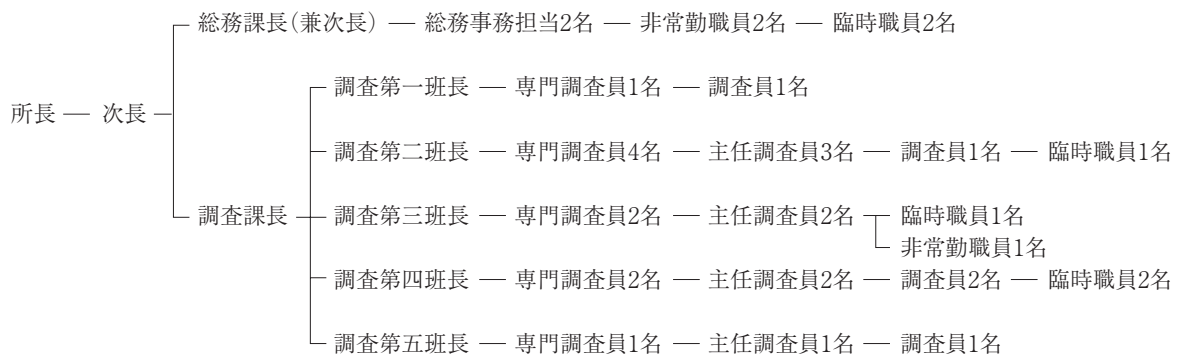 総務課長（兼次長） ― 総務事務担当2名 ― 非常勤職員2名 ― 臨時職員2名
調査第一班長 ― 専門調査員1名 ― 調査員1名
所長 ― 次長
調査第二班長 ― 専門調査員4名 ― 主任調査員3名 ― 調査員1名 ― 臨時職員1名
調査課長 ― 調査第三班長 ― 専門調査員2名 ― 主任調査員2名 ― 臨時職員1名
非常勤職員1名
調査第四班長 ― 専門調査員2名 ― 主任調査員2名 ― 調査員2名 ― 臨時職員2名
調査第五班長 ― 専門調査員1名 ― 主任調査員1名 ― 調査員1名